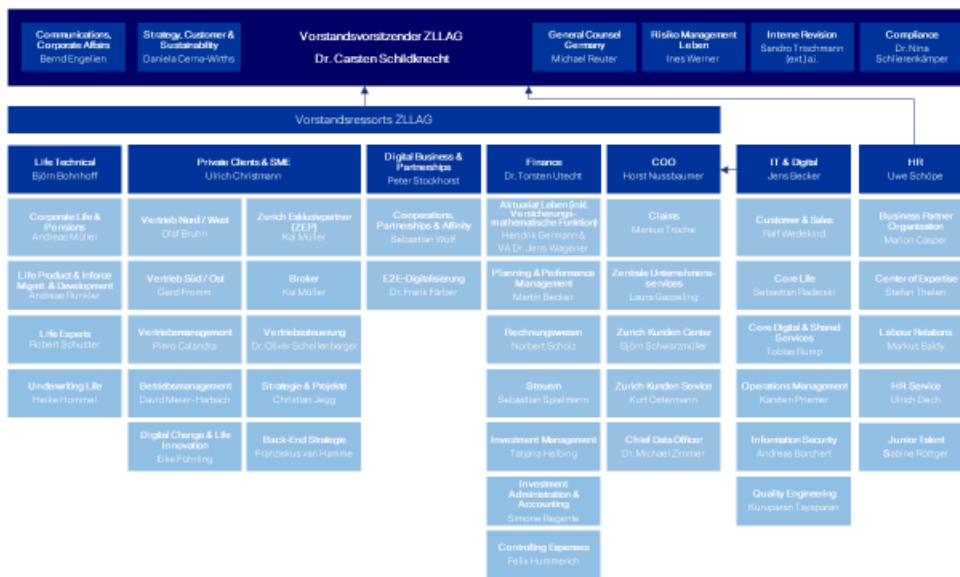 Communications,
Corporate Affairs
Bernd Engelien
Strategy, Customer &
Sustainability
Daniela Cerna-Wirths
Vorstandsvorsitzender ZLLAG
Dr. Carsten Schildknecht
General Counsel
Germany
Michael Reuter
Risiko Management
Leben
Ines Werner
Interne Revision
Sandro Trischmann
(ext.) a.i.
Compliance
Dr. Nina
Schlierenkämper
Vorstandsressorts ZLLAG
Life Technical
Björn Bohnhoff
Corporate Life &
Pensions
Andreas Müller
Life Product & Inforce
Mgmt. & Development
Andreas Runkler
Life Experts
Robert Schuster
Underwriting Life
Heike Hommel
Private Clients & SME
Ulrich Christmann
Vertrieb Nord / West
Olaf Bruhn
Vertrieb Süd / Ost
Gerd Fromm
Vertriebsmanagement
Piero Calandra
Betriebsmanagement
David Meier-Harbach
Digital Change & Life
Innovation
Eike Führling
Zurich Exklusivpartner
(ZEP)
Kai Müller
Broker
Kai Müller
Vertriebssteuerung
Dr. Oliver Schellenberger
Strategie & Projekte
Christian Jegg
Back-End Strategie
Franziskus van Hamme
Digital Business &
Partnerships
Peter Stockhorst
Cooperations,
Partnerships & Affinity
Sebastian Wolf
E2E-Digitalisierung
Dr. Frank Färber
Finance
Dr. Torsten Utecht
Aktuariat Leben (inkl.
Versicherungs-
mathematische Funktion)
Hendrik Germann &
VA Dr. Jens Wagener
Planning & Performance
Management
Martin Becker
Rechnungswesen
Norbert Scholz
Steuern
Sebastian Spielmann
Investment Management
Tatjana Helbing
Investment
Administration &
Accounting
Simone Regente
Controlling Expenses
Felix Hummerich
COO
Horst Nussbaumer
Claims
Markus Troche
Zentrale Unternehmens-
services
Laura Gasseling
Zurich Kunden Center
Björn Schwarzmüller
Zurich Kunden Service
Kurt Ostermann
Chief Data Officer
Dr. Michael Zimmer
IT & Digital
Jens Becker
Customer & Sales
Ralf Wedekind
Core Life
Sebastian Radelski
Core Digital & Shared
Services
Tobias Rump
Operations Management
Karsten Priemer
Information Security
Andreas Borchert
Quality Engineering
Kuruparan Tayaparan
HR
Uwe Schöpe
Business Partner
Organisation
Marion Casper
Center of Expertise
Stefan Thelen
Labour Relations
Markus Baldy
HR Service
Ulrich Dech
Junior Talent
Sabine Röttger